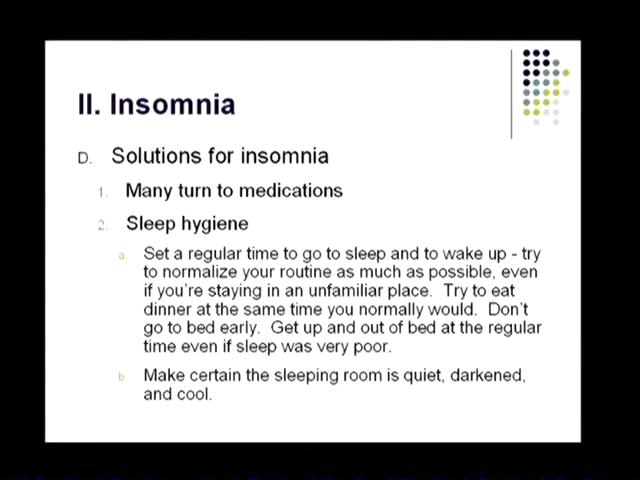 II. Insomnia
D. Solutions for insomnia
1. Many turn to medications
2. Sleep hygiene
a. Set a regular time to go to sleep and to wake up - try
to normalize your routine as much as possible, even
if you're staying in an unfamiliar place. Try to eat
dinner at the same time you normally would. Don't
go to bed early. Get up and out of bed at the regular
time even if sleep was very poor.
b. Make certain the sleeping room is quiet, darkened,
and cool.